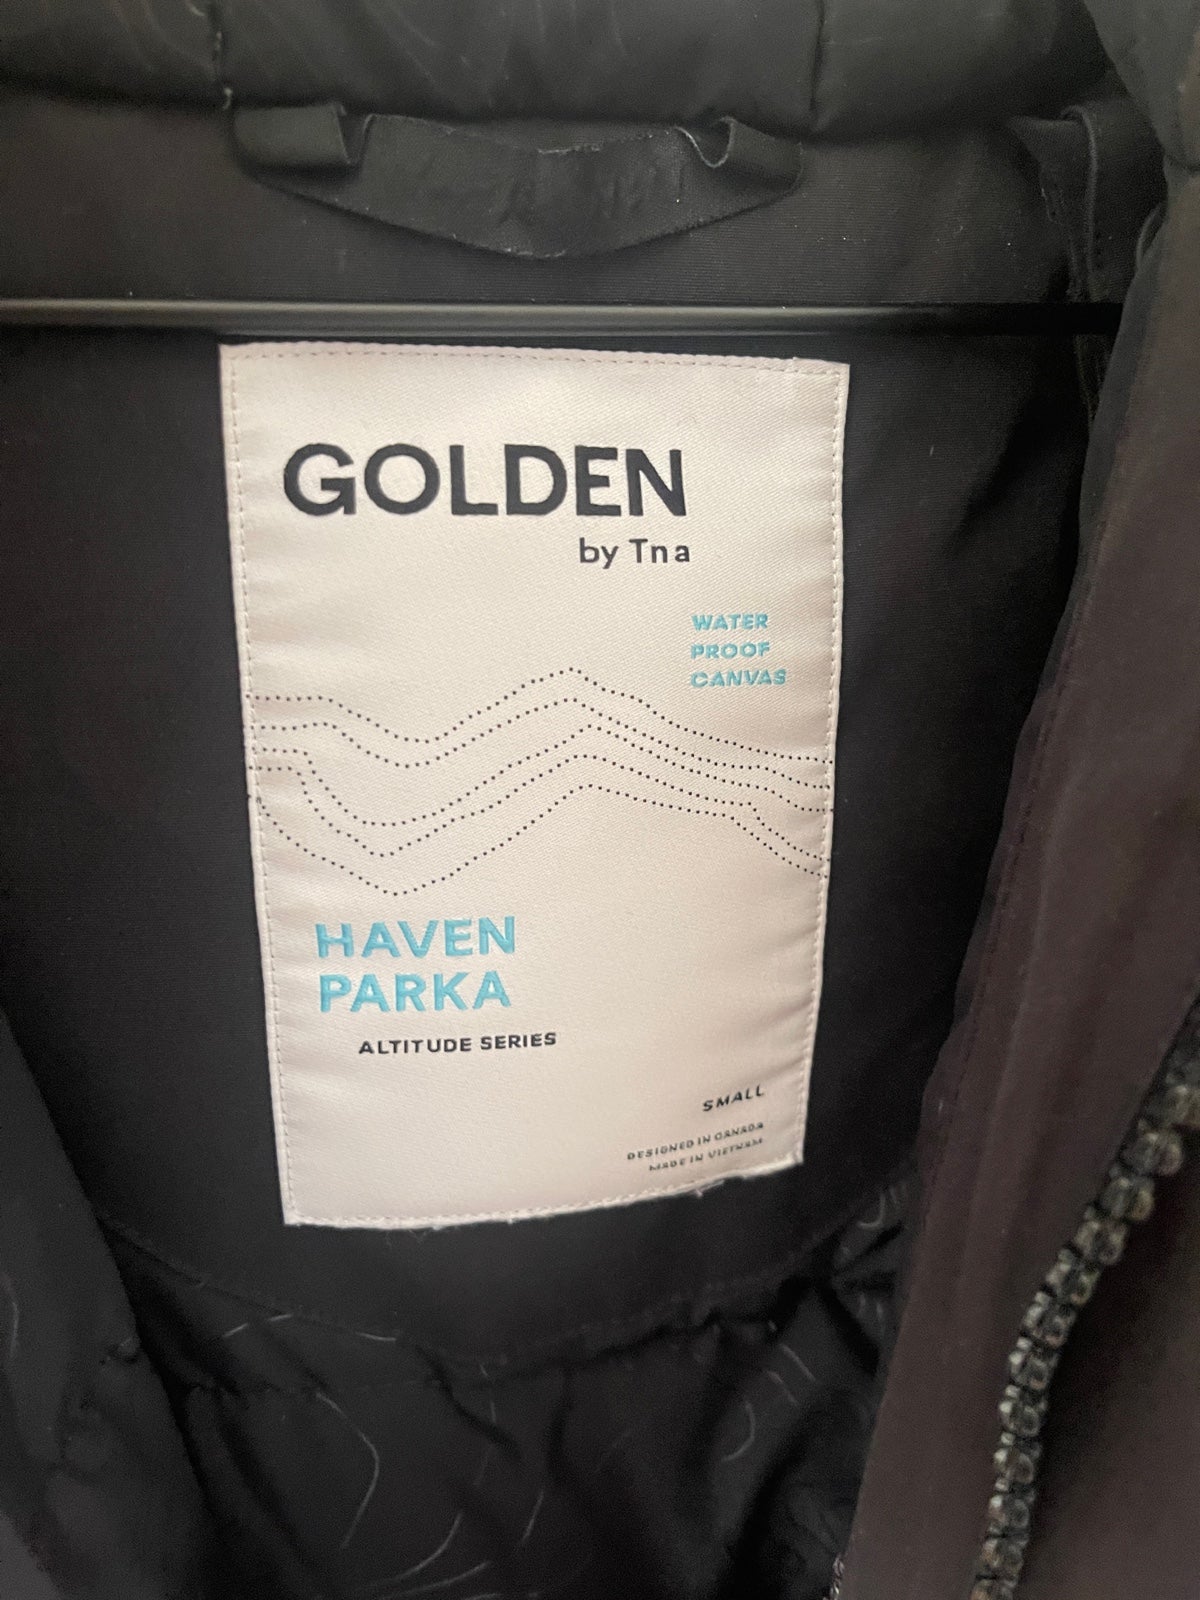 GOLDEN
by Tna
WATER
PROOF
CANVAS
HAVEN
PARKA
ALTITUDE SERIES
SMALL
DESIGNED IN CANADA
MADE IN VIETNAM